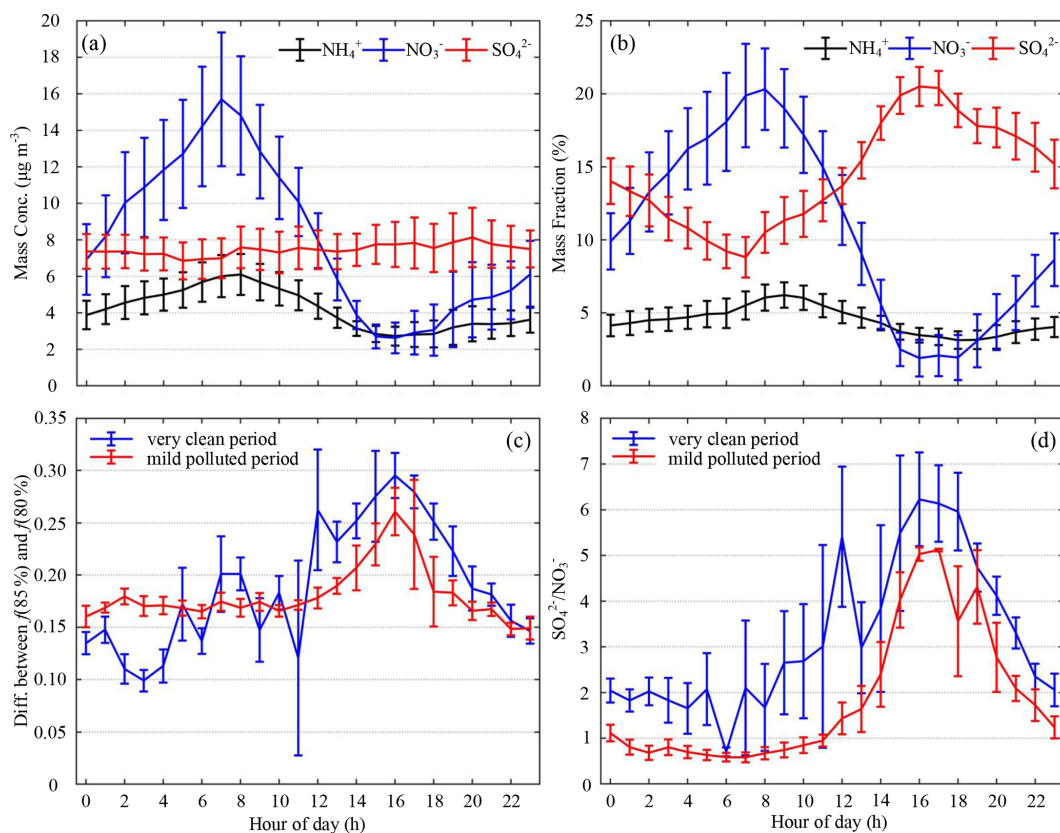 (a)
NH₄⁺ NO₃⁻ SO₄²⁻
Mass Conc. (μg m⁻³)
20
18
16
14
12
10
8
6
4
2
0
(b)
NH₄⁺ NO₃⁻ SO₄²⁻
Mass Fraction (%)
25
20
15
10
5
0
(c)
very clean period
mild polluted period
Diff. between f(85%) and f(80%)
0.35
0.30
0.25
0.20
0.15
0.10
0.05
0
0 2 4 6 8 10 12 14 16 18 20 22
Hour of day (h)
(d)
very clean period
mild polluted period
SO₄²⁻/NO₃⁻
8
7
6
5
4
3
2
1
0
0 2 4 6 8 10 12 14 16 18 20 22
Hour of day (h)